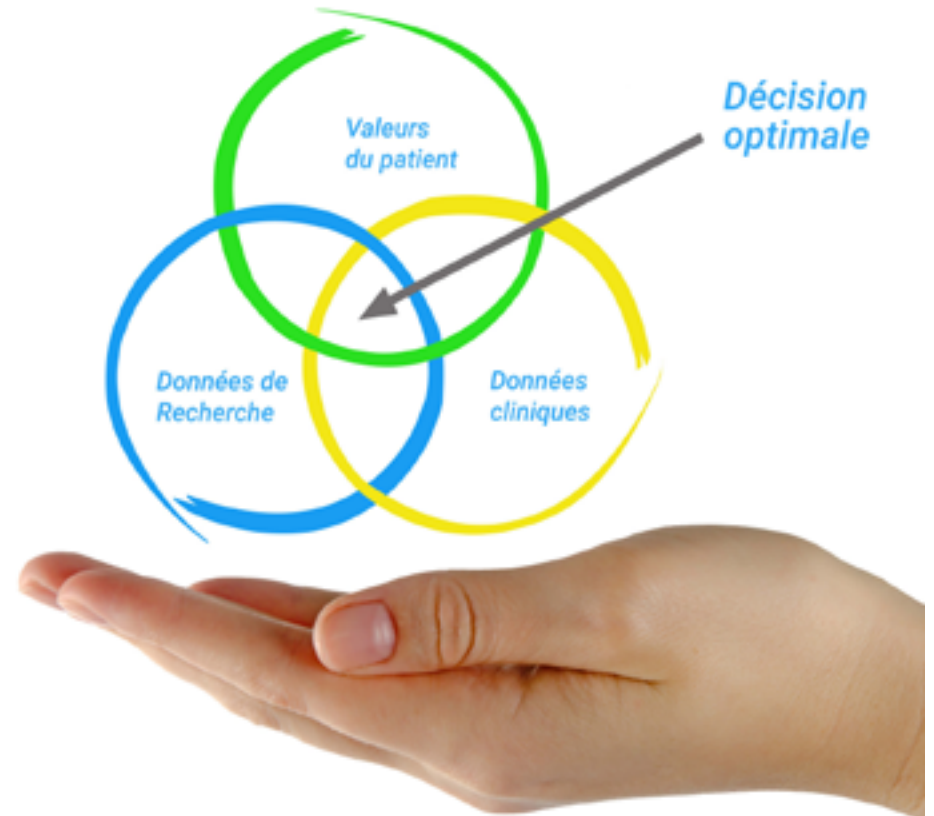 Valeurs
du patient
Décision
optimale
Données de
Recherche
Données
cliniques